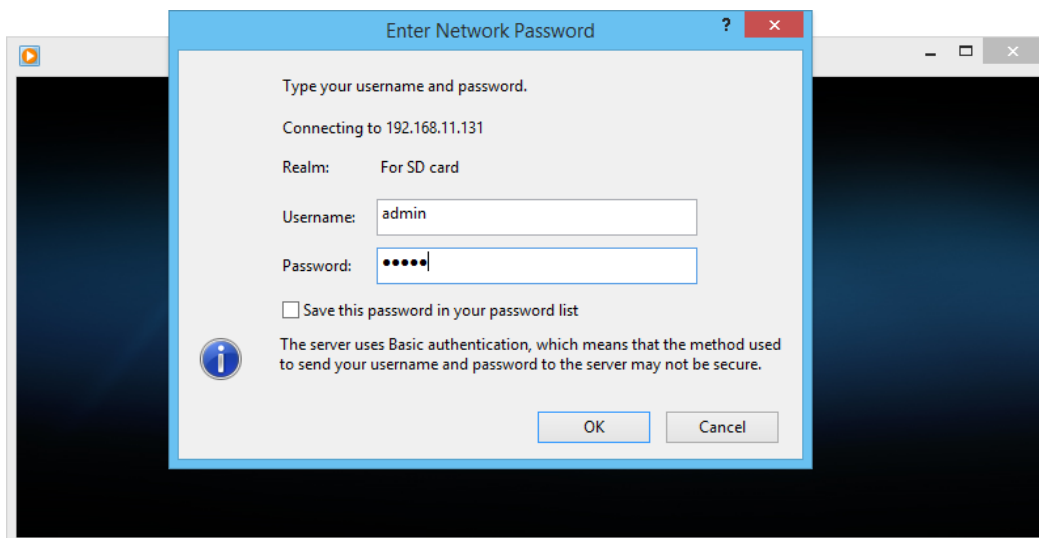 Enter Network Password
?
Type your username and password.
Connecting to 192.168.11.131
Realm: For SD card
Username: admin
Password: •••••
Save this password in your password list
The server uses Basic authentication, which means that the method used
to send your username and password to the server may not be secure.
OK Cancel